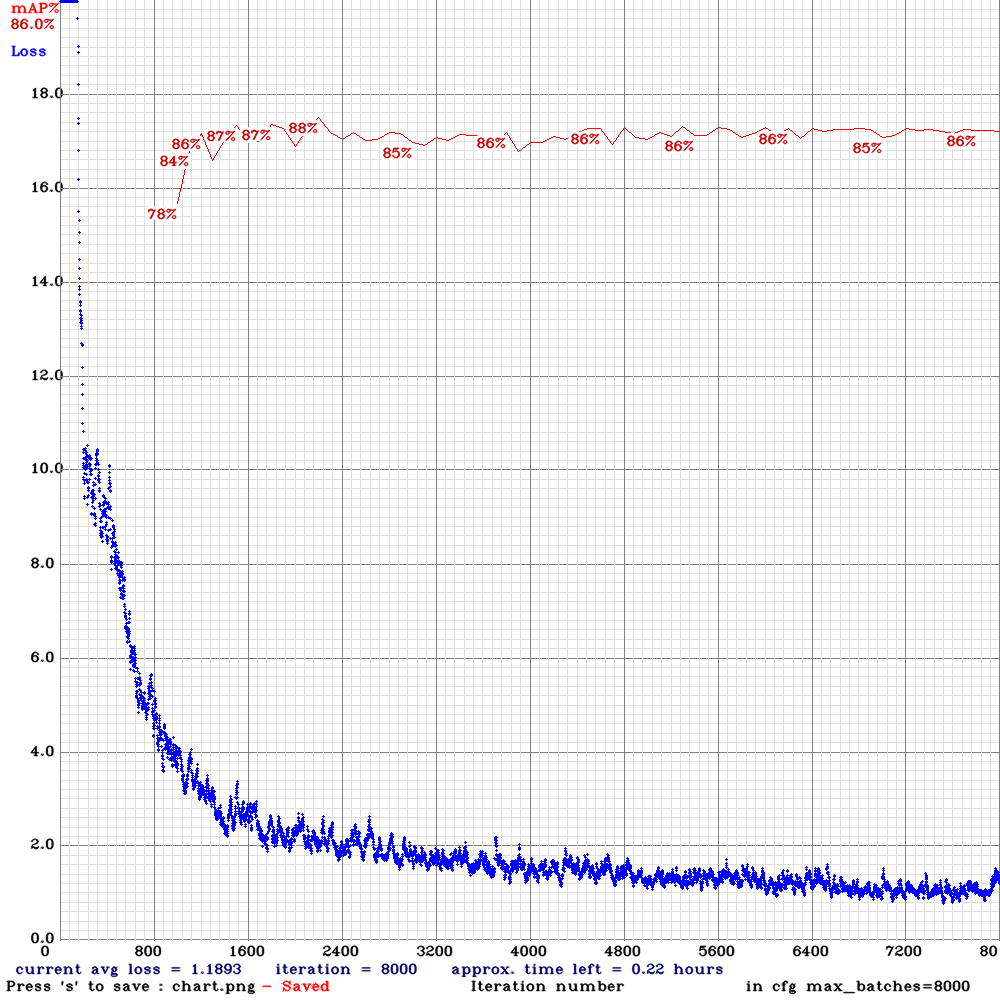 mAP%
86.0%
Loss
18.0
87% 87% 88%
86% 86% 86% 86% 86% 86%
84% 85% 85%
16.0
78%
14.0
12.0
10.0
8.0
6.0
4.0
2.0
0.0
0 800 1600 2400 3200 4000 4800 5600 6400 7200 80
current avg loss = 1.1893 iteration = 8000 approx. time left = 0.22 hours
Press 's' to save : chart.png - Saved Iteration number in cfg max_batches=8000